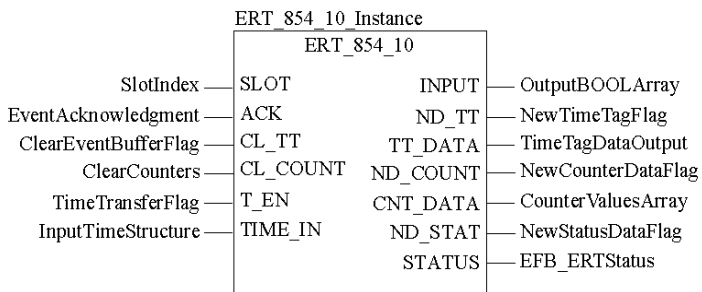 ERT_854_10_Instance
ERT_854_10
SlotIndex SLOT INPUT OutputBOOLArray
EventAcknowledgment ACK ND_TT NewTimeTagFlag
ClearEventBufferFlag CL_TT TT_DATA TimeTagDataOutput
ClearCounters CL_COUNT ND_COUNT NewCounterDataFlag
TimeTransferFlag T_EN CNT_DATA CounterValuesArray
InputTimeStructure TIME_IN ND_STAT NewStatusDataFlag
STATUS EFB_ERTStatus